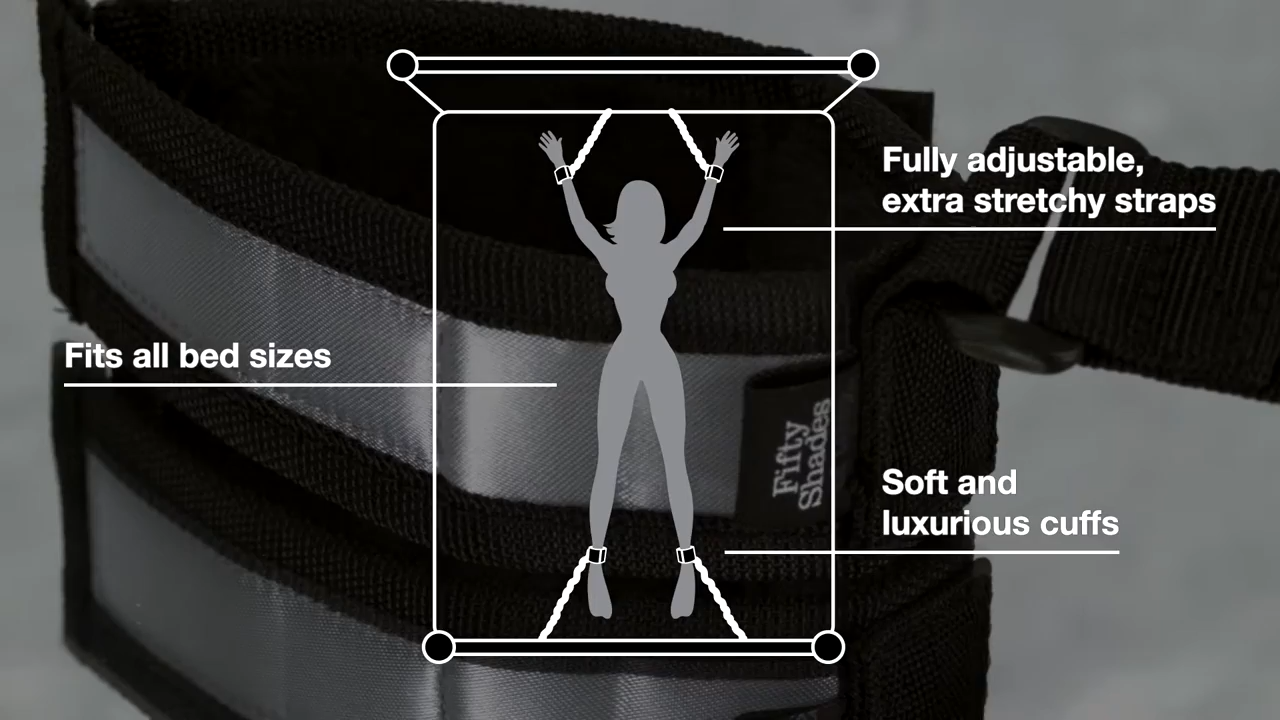 Fully adjustable,
extra stretchy straps
Fits all bed sizes
Fifty
Shades
Soft and
luxurious cuffs